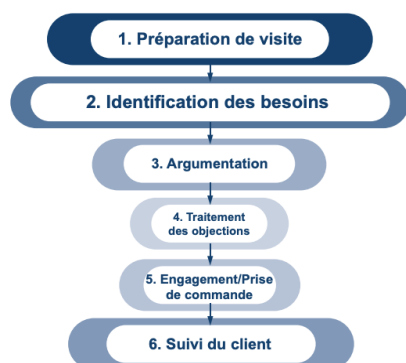 1. Préparation de visite
2. Identification des besoins
3. Argumentation
4. Traitement
des objections
5. Engagement/Prise
de commande
6. Suivi du client